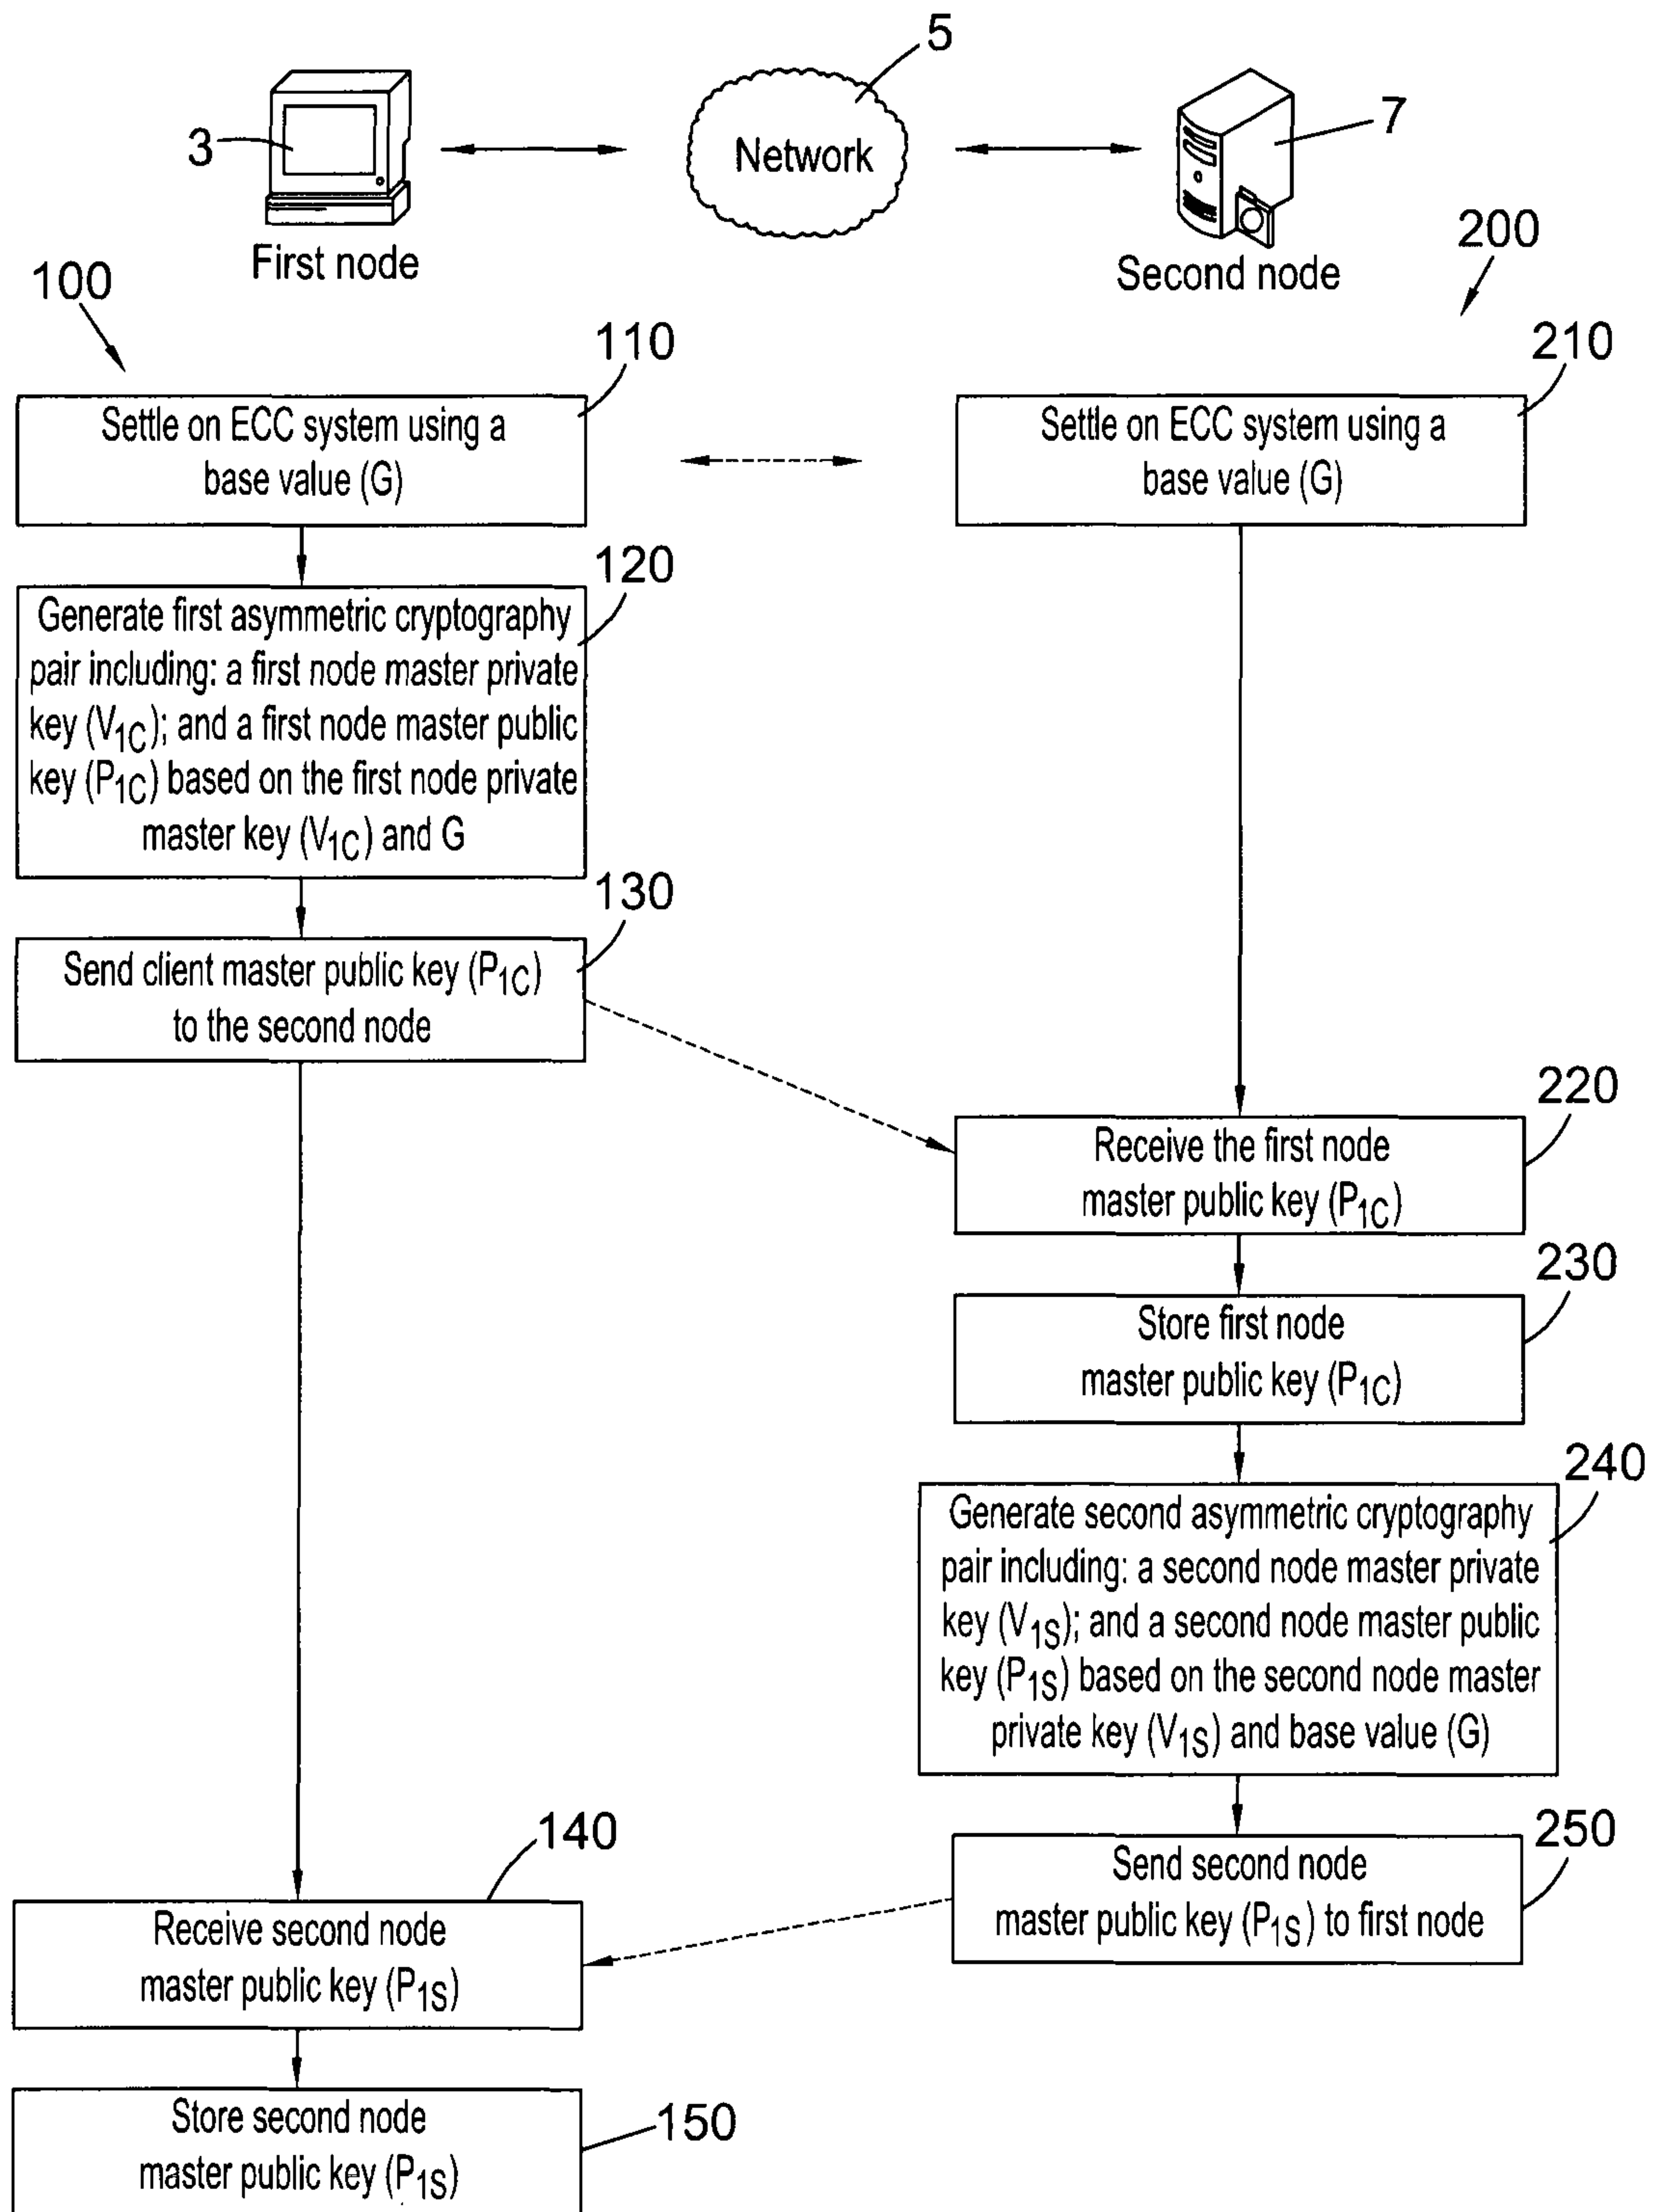 5
3
Network
7
First node
Second node
100
200
110
Settle on ECC system using a
base value (G)
210
Settle on ECC system using a
base value (G)
120
Generate first asymmetric cryptography
pair including: a first node master private
key (V1C); and a first node master public
key (P1C) based on the first node private
master key (V1C) and G
130
Send client master public key (P1C)
to the second node
220
Receive the first node
master public key (P1C)
230
Store first node
master public key (P1C)
240
Generate second asymmetric cryptography
pair including: a second node master private
key (V1S); and a second node master public
key (P1S) based on the second node master
private key (V1S) and base value (G)
250
Send second node
master public key (P1S) to first node
140
Receive second node
master public key (P1S)
150
Store second node
master public key (P1S)